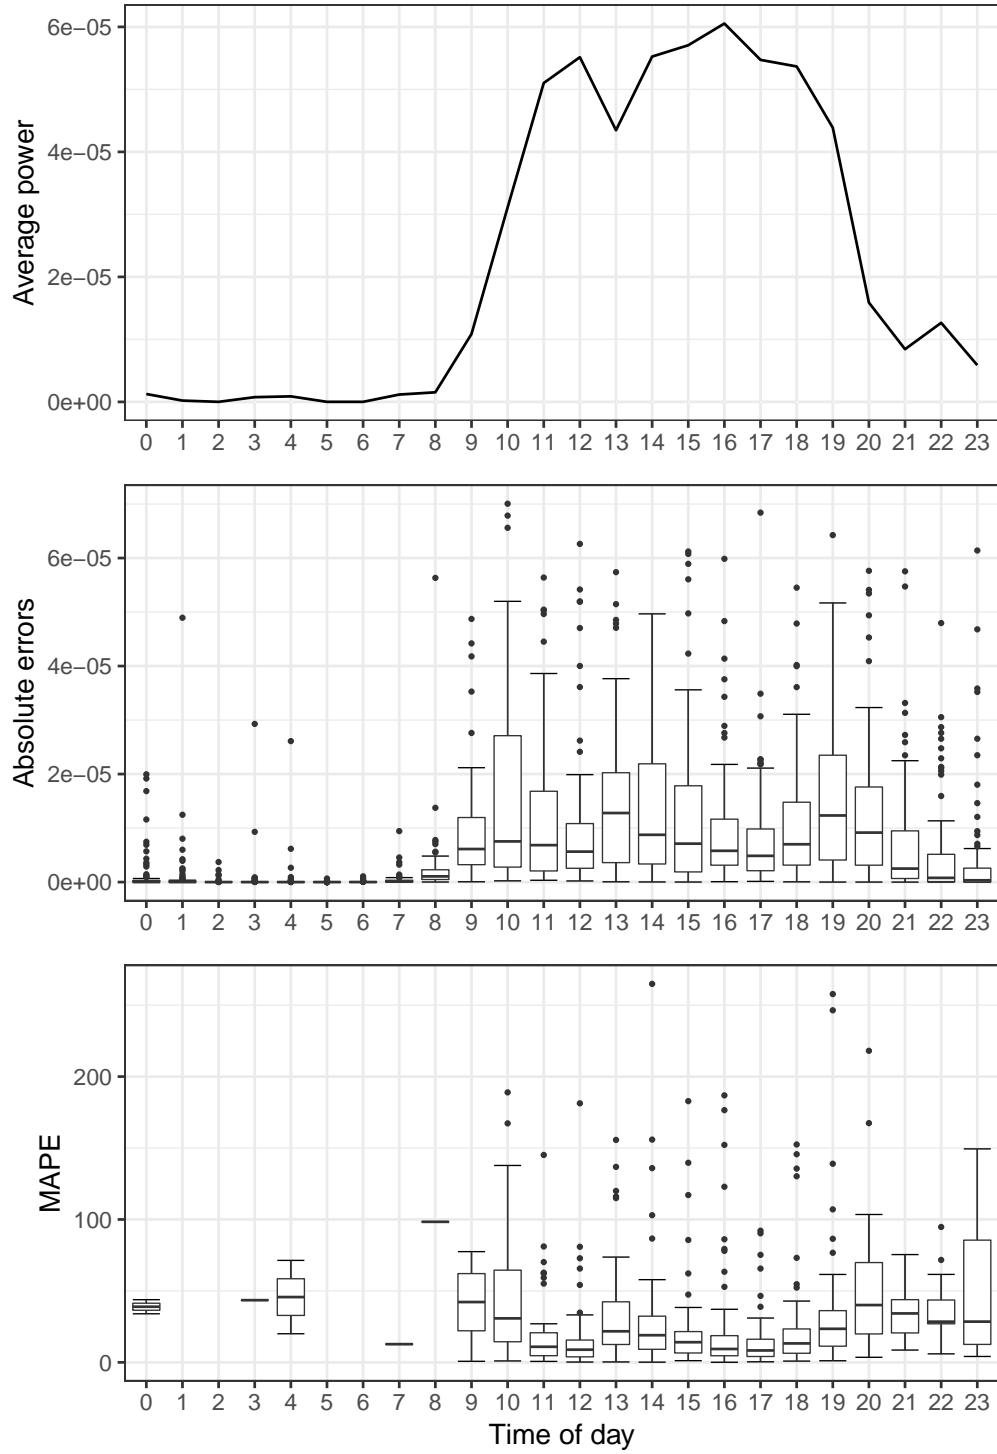 6e−05
4e−05
2e−05
0e+00
Average power
0 1 2 3 4 5 6 7 8 9 10 11 12 13 14 15 16 17 18 19 20 21 22 23
6e−05
4e−05
2e−05
0e+00
Absolute errors
0 1 2 3 4 5 6 7 8 9 10 11 12 13 14 15 16 17 18 19 20 21 22 23
200
100
0
MAPE
0 1 2 3 4 5 6 7 8 9 10 11 12 13 14 15 16 17 18 19 20 21 22 23
Time of day